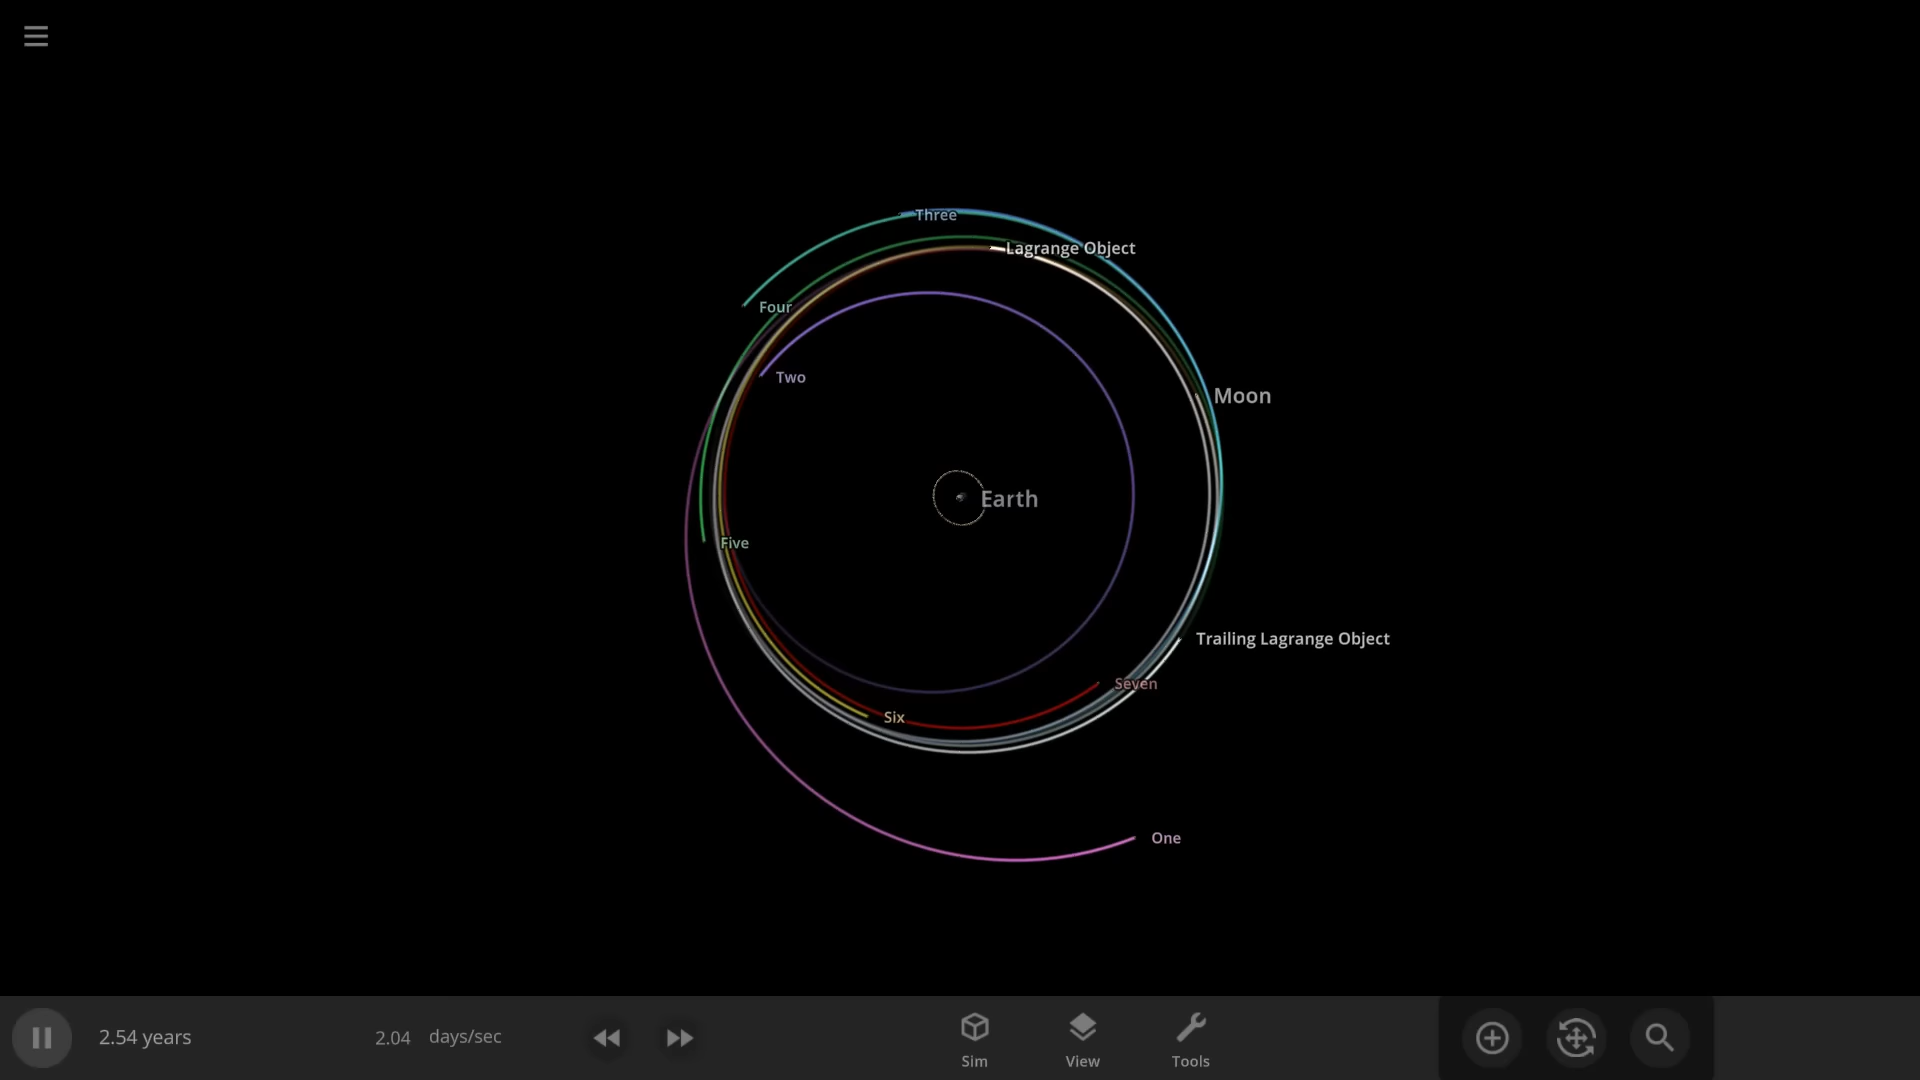 Three
Lagrange Object
Four
Two
Moon
Earth
Five
Trailing Lagrange Object
Seven
Six
One
2.54 years
2.04 days/sec
Sim
View
Tools